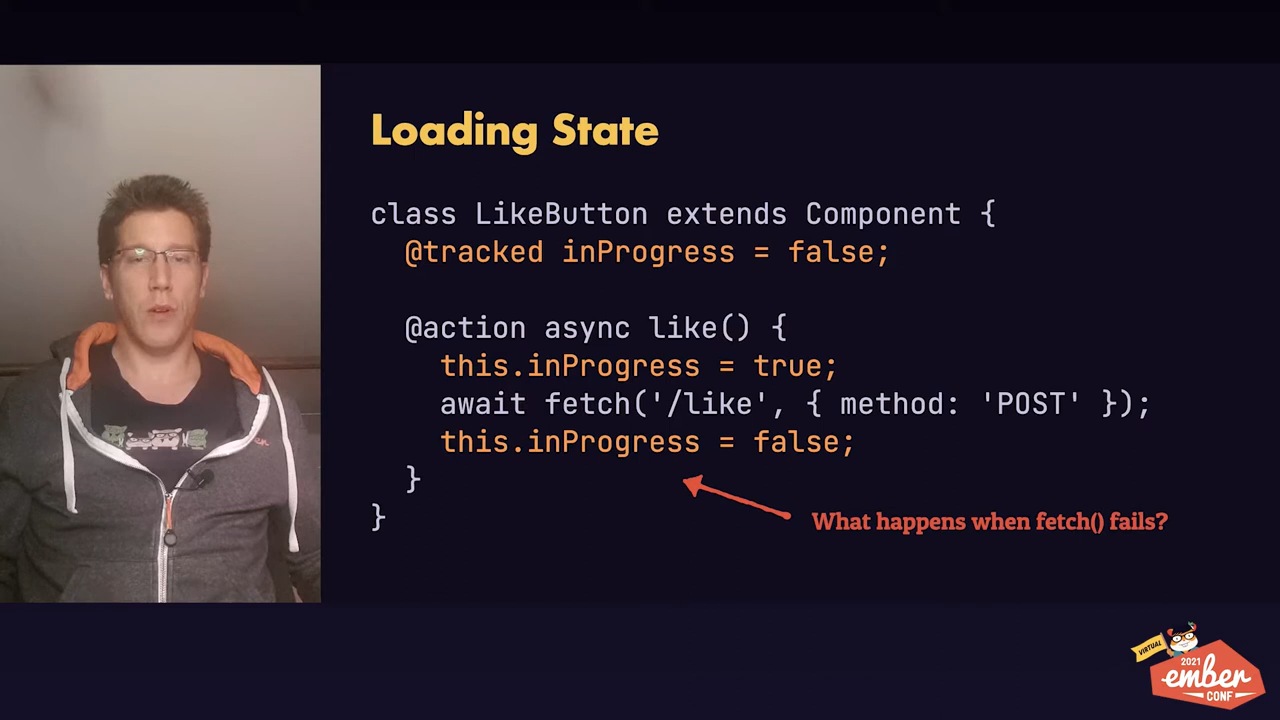 Loading State
class LikeButton extends Component {
@tracked inProgress = false;
@action async like() {
this.inProgress = true;
await fetch('/like', { method: 'POST' });
this.inProgress = false;
}
}
What happens when fetch() fails?
VIRTUAL
2021
ember
CONF